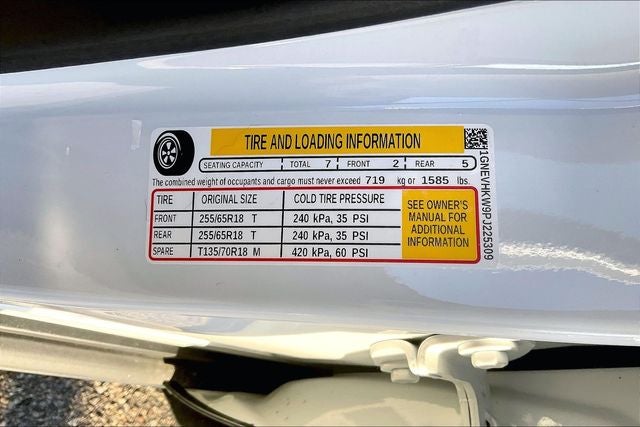 TIRE AND LOADING INFORMATION
SEATING CAPACITY TOTAL 7 FRONT 2 REAR 5
The combined weight of occupants and cargo must never exceed 719 kg or 1585 lbs.
TIRE ORIGINAL SIZE COLD TIRE PRESSURE
FRONT 255/65R18 T 240 kPa, 35 PSI
REAR 255/65R18 T 240 kPa, 35 PSI
SPARE T135/70R18 M 420 kPa, 60 PSI
SEE OWNER'S
MANUAL FOR
ADDITIONAL
INFORMATION
1GNEVHKW9PJ225309